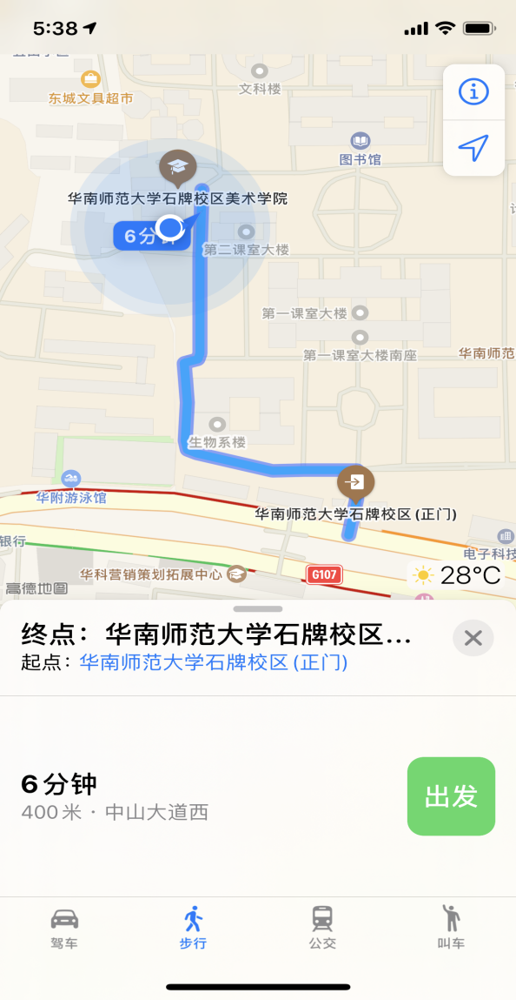 5:38
东城文具超市
文科楼
图书馆
华南师范大学石牌校区美术学院
6分钟
第二课室大楼
第一课室大楼
第一课室大楼南座
华南师范
生物系楼
华附游泳馆
华南师范大学石牌校区(正门)
银行
电子科技
华科营销策划拓展中心
G107
28°C
高德地图
终点：华南师范大学石牌校区...
起点：华南师范大学石牌校区(正门)
6分钟
400米·中山大道西
出发
驾车
步行
公交
叫车